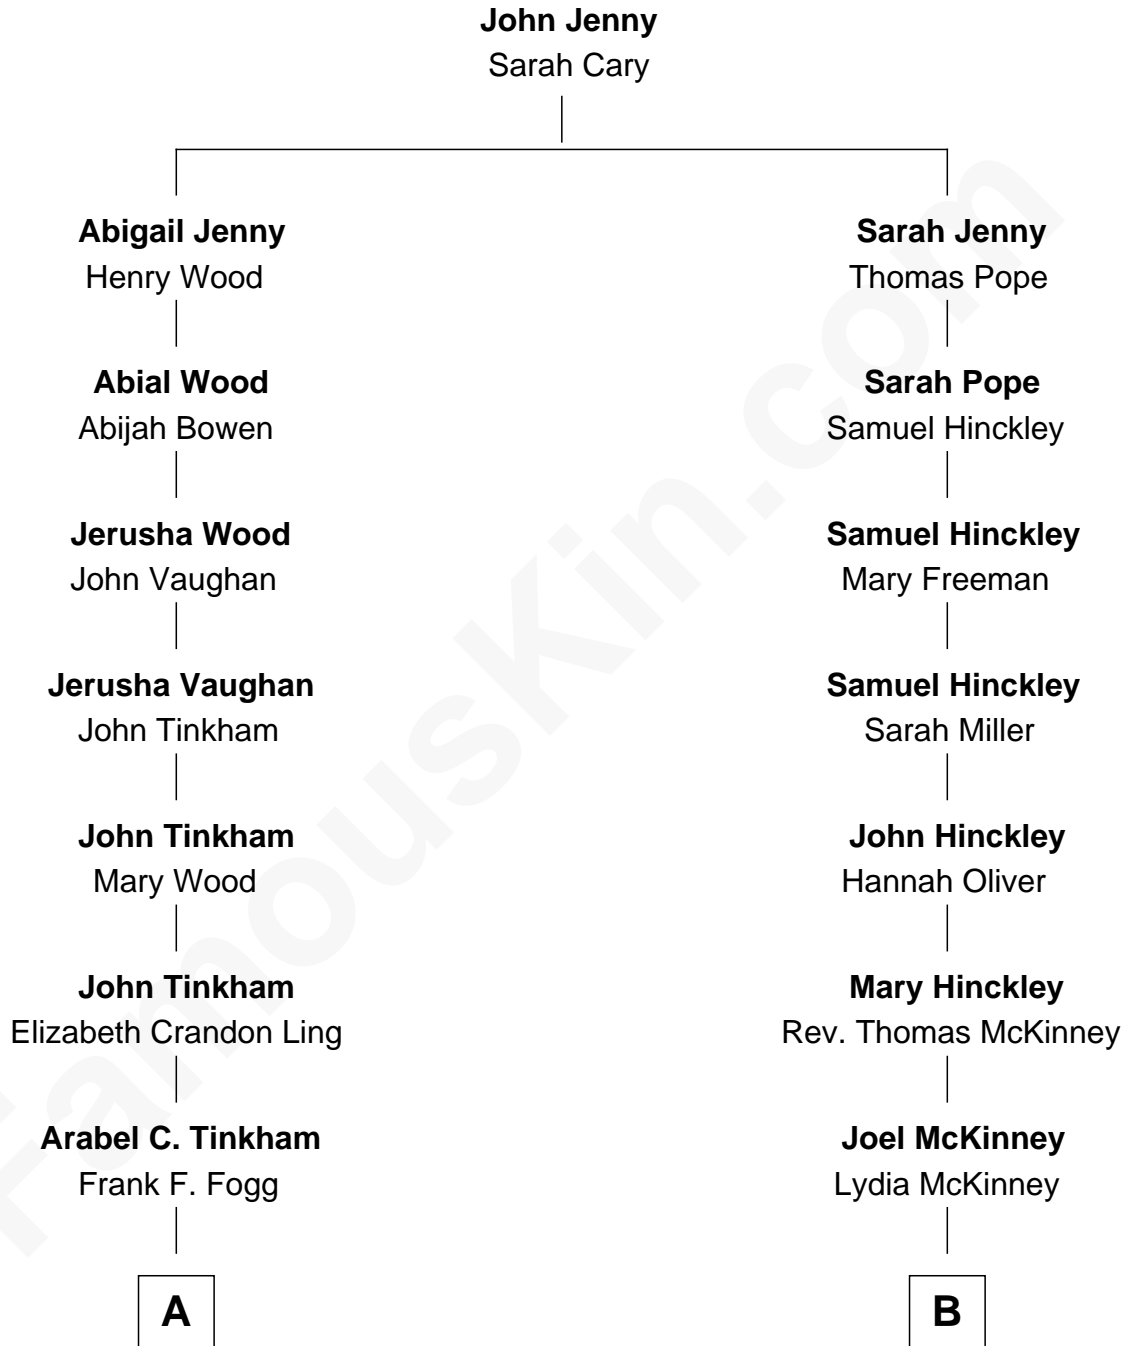 John Jenny
Sarah Cary
Abigail Jenny
Henry Wood
Sarah Jenny
Thomas Pope
Abial Wood
Abijah Bowen
Sarah Pope
Samuel Hinckley
Jerusha Wood
John Vaughan
Samuel Hinckley
Mary Freeman
Jerusha Vaughan
John Tinkham
Samuel Hinckley
Sarah Miller
John Tinkham
Mary Wood
John Hinckley
Hannah Oliver
John Tinkham
Elizabeth Crandon Ling
Mary Hinckley
Rev. Thomas McKinney
Arabel C. Tinkham
Frank F. Fogg
Joel McKinney
Lydia McKinney
A
B
FamousKin.com